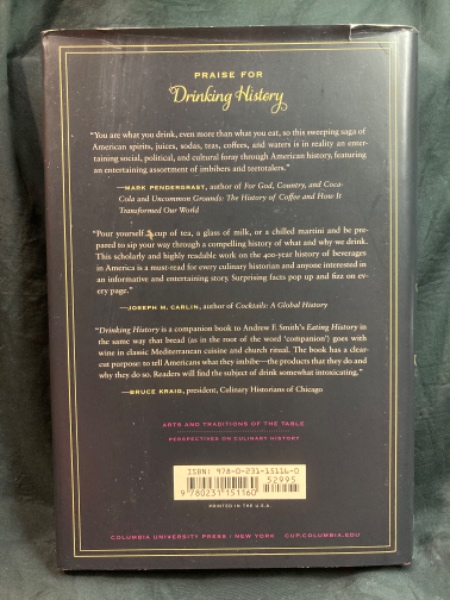 PRAISE FOR
Drinking History
“You are what you drink, even more than what you eat, so this sweeping saga of
American spirits, juices, sodas, teas, coffees, and waters is in reality an enter-
taining social, political, and cultural foray through American history, featuring
an entertaining assortment of imbibers and teetotalers.”
—MARK PENDERGRAST, author of For God, Country, and Coca-
Cola and Uncommon Grounds: The History of Coffee and How It
Transformed Our World
“Pour yourself a cup of tea, a glass of milk, or a chilled martini and be pre-
pared to sip your way through a compelling history of what and why we drink.
This scholarly and highly readable work on the 400-year history of beverages
in America is a must-read for every culinary historian and anyone interested in
an informative and entertaining story. Surprising facts pop up and fizz on ev-
ery page.”
—JOSEPH M. CARLIN, author of Cocktails: A Global History
“Drinking History is a companion book to Andrew F. Smith’s Eating History in
the same way that bread (as in the root of the word ‘companion’) goes with
wine in classic Mediterranean cuisine and church ritual. The book has a clear-
cut purpose: to tell Americans what they imbibe—the products that they do and
why they do so. Readers will find the subject of drink somewhat intoxicating.”
—BRUCE KRAIG, president, Culinary Historians of Chicago
ARTS AND TRADITIONS OF THE TABLE
PERSPECTIVES ON CULINARY HISTORY
ISBN: 978-0-231-15116-0
52995
9 780231 151160
PRINTED IN THE U.S.A.
COLUMBIA UNIVERSITY PRESS / NEW YORK CUP.COLUMBIA.EDU